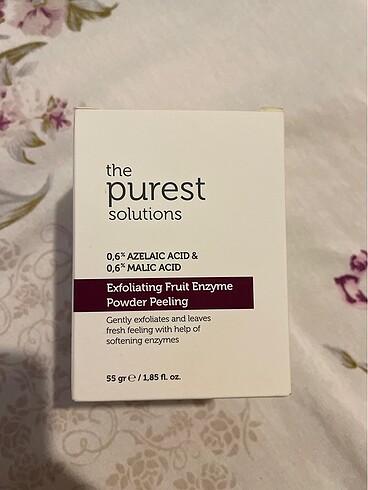 the
purest
solutions
0,6% AZELAIC ACID &
0,6% MALIC ACID
Exfoliating Fruit Enzyme
Powder Peeling
Gently exfoliates and leaves
fresh feeling with help of
softening enzymes
55 gr ℮ / 1,85 fl. oz.